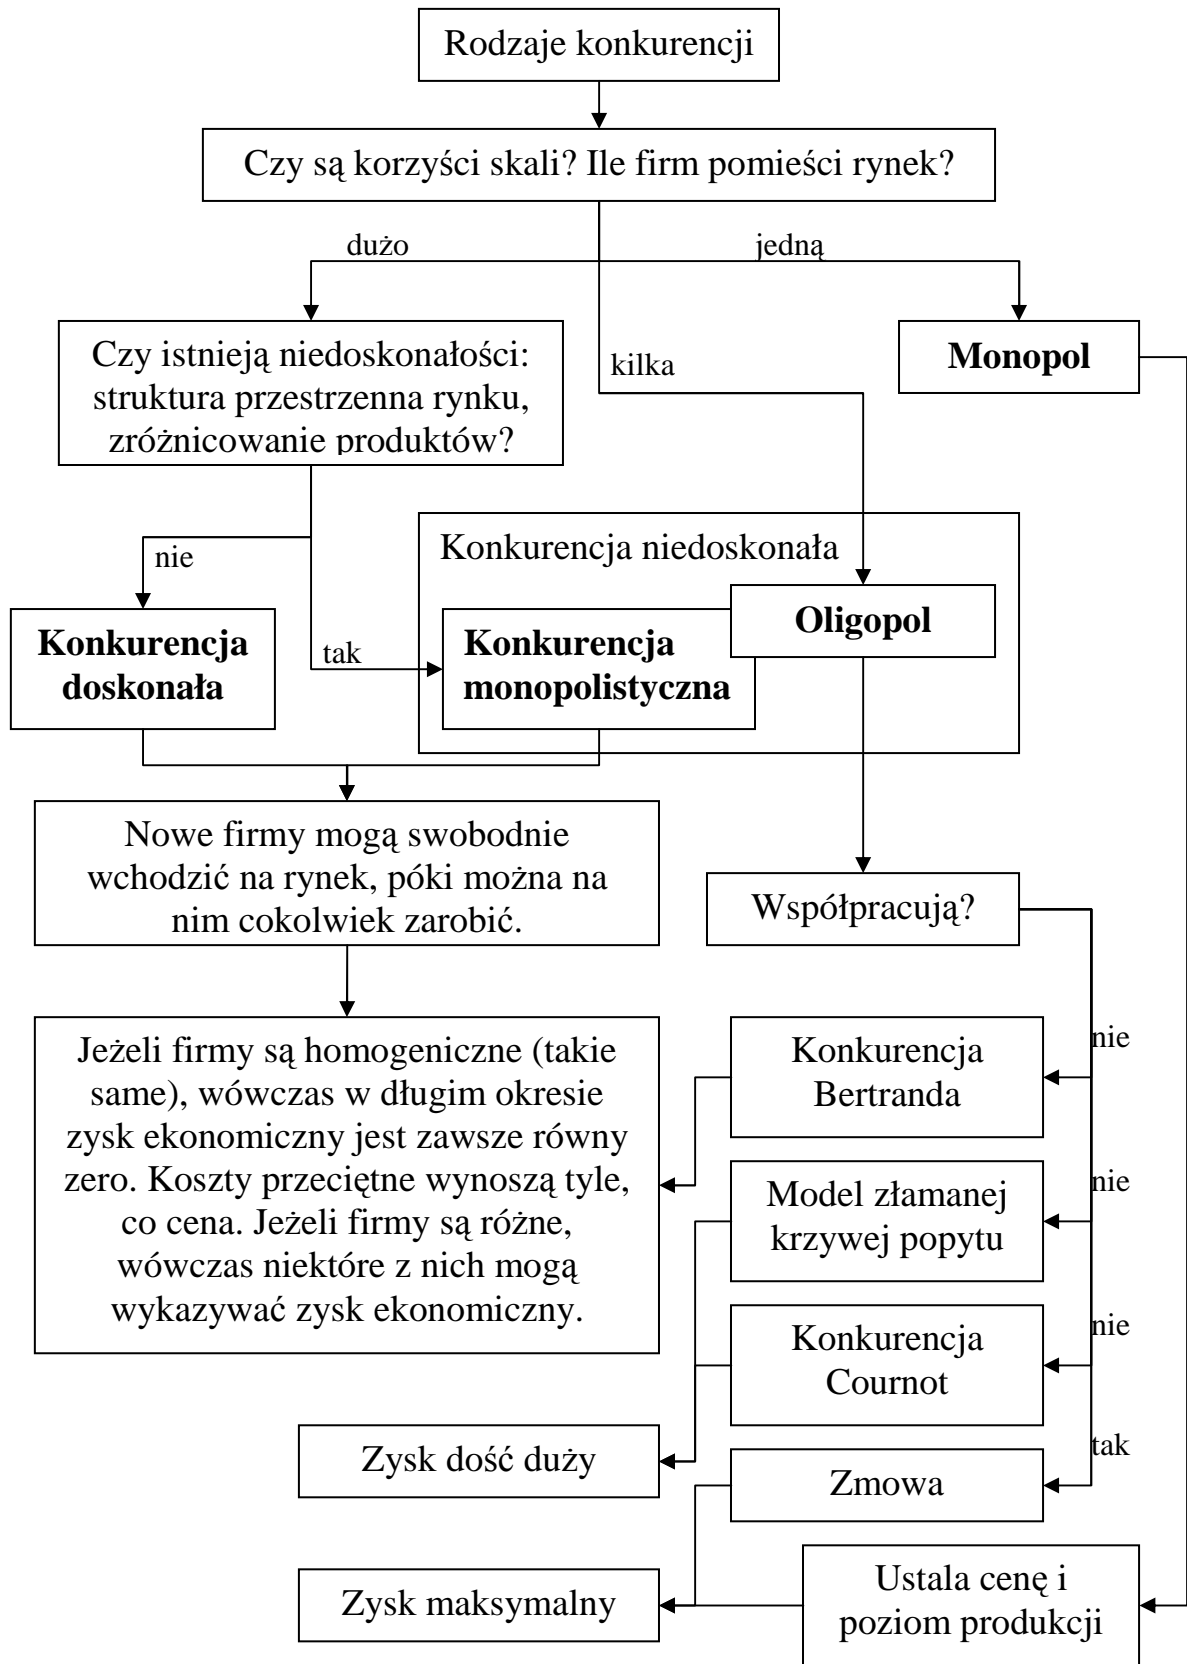 Rodzaje konkurencji
Czy są korzyści skali? Ile firm pomieści rynek?
dużo
jedną
kilka
Czy istnieją niedoskonałości:
struktura przestrzenna rynku,
zróżnicowanie produktów?
Monopol
nie
tak
Konkurencja niedoskonała
Konkurencja
doskonała
Konkurencja
monopolistyczna
Oligopol
Nowe firmy mogą swobodnie
wchodzić na rynek, póki można na
nim cokolwiek zarobić.
Współpracują?
Jeżeli firmy są homogeniczne (takie
same), wówczas w długim okresie
zysk ekonomiczny jest zawsze równy
zero. Koszty przeciętne wynoszą tyle,
co cena. Jeżeli firmy są różne,
wówczas niektóre z nich mogą
wykazywać zysk ekonomiczny.
nie
Konkurencja
Bertranda
nie
Model złamanej
krzywej popytu
nie
Konkurencja
Cournot
tak
Zmowa
Zysk dość duży
Zysk maksymalny
Ustala cenę i
poziom produkcji